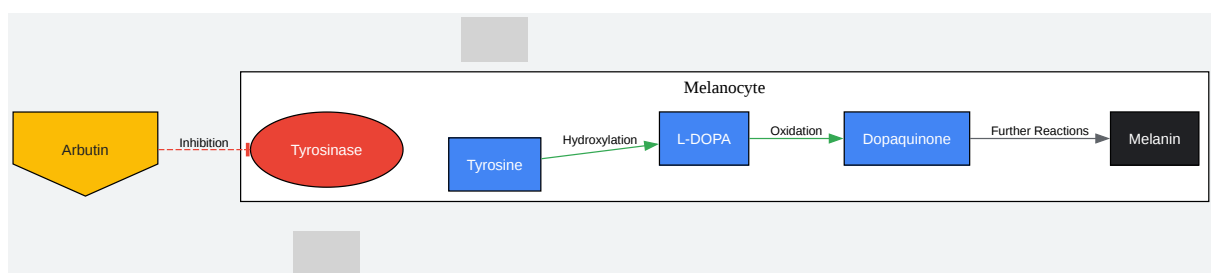 Melanocyte
Arbutin
Inhibition
Tyrosinase
Tyrosine
Hydroxylation
L-DOPA
Oxidation
Dopaquinone
Further Reactions
Melanin